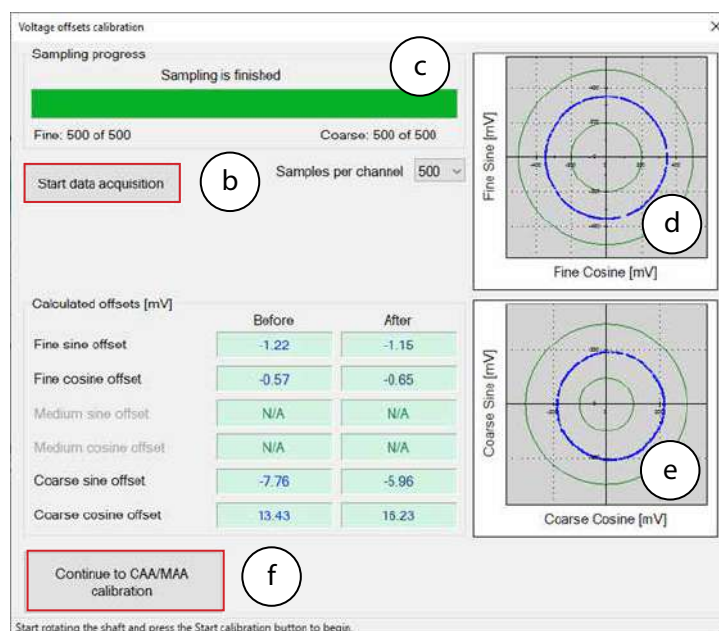 Voltage offsets calibration
Sampling progress
Sampling is finished
c
Fine: 500 of 500 Coarse: 500 of 500
Start data acquisition
b
Samples per channel 500
Fine Sine [mV]
d
Fine Cosine [mV]
Calculated offsets [mV]
Before After
Fine sine offset -1.22 -1.15
Fine cosine offset -0.57 -0.65
Medium sine offset N/A N/A
Medium cosine offset N/A N/A
Coarse sine offset -7.76 -5.96
Coarse cosine offset 13.43 15.23
Coarse Sine [mV]
e
Coarse Cosine [mV]
Continue to CAA/MAA
calibration
f
Start rotating the shaft and press the Start calibration button to begin.